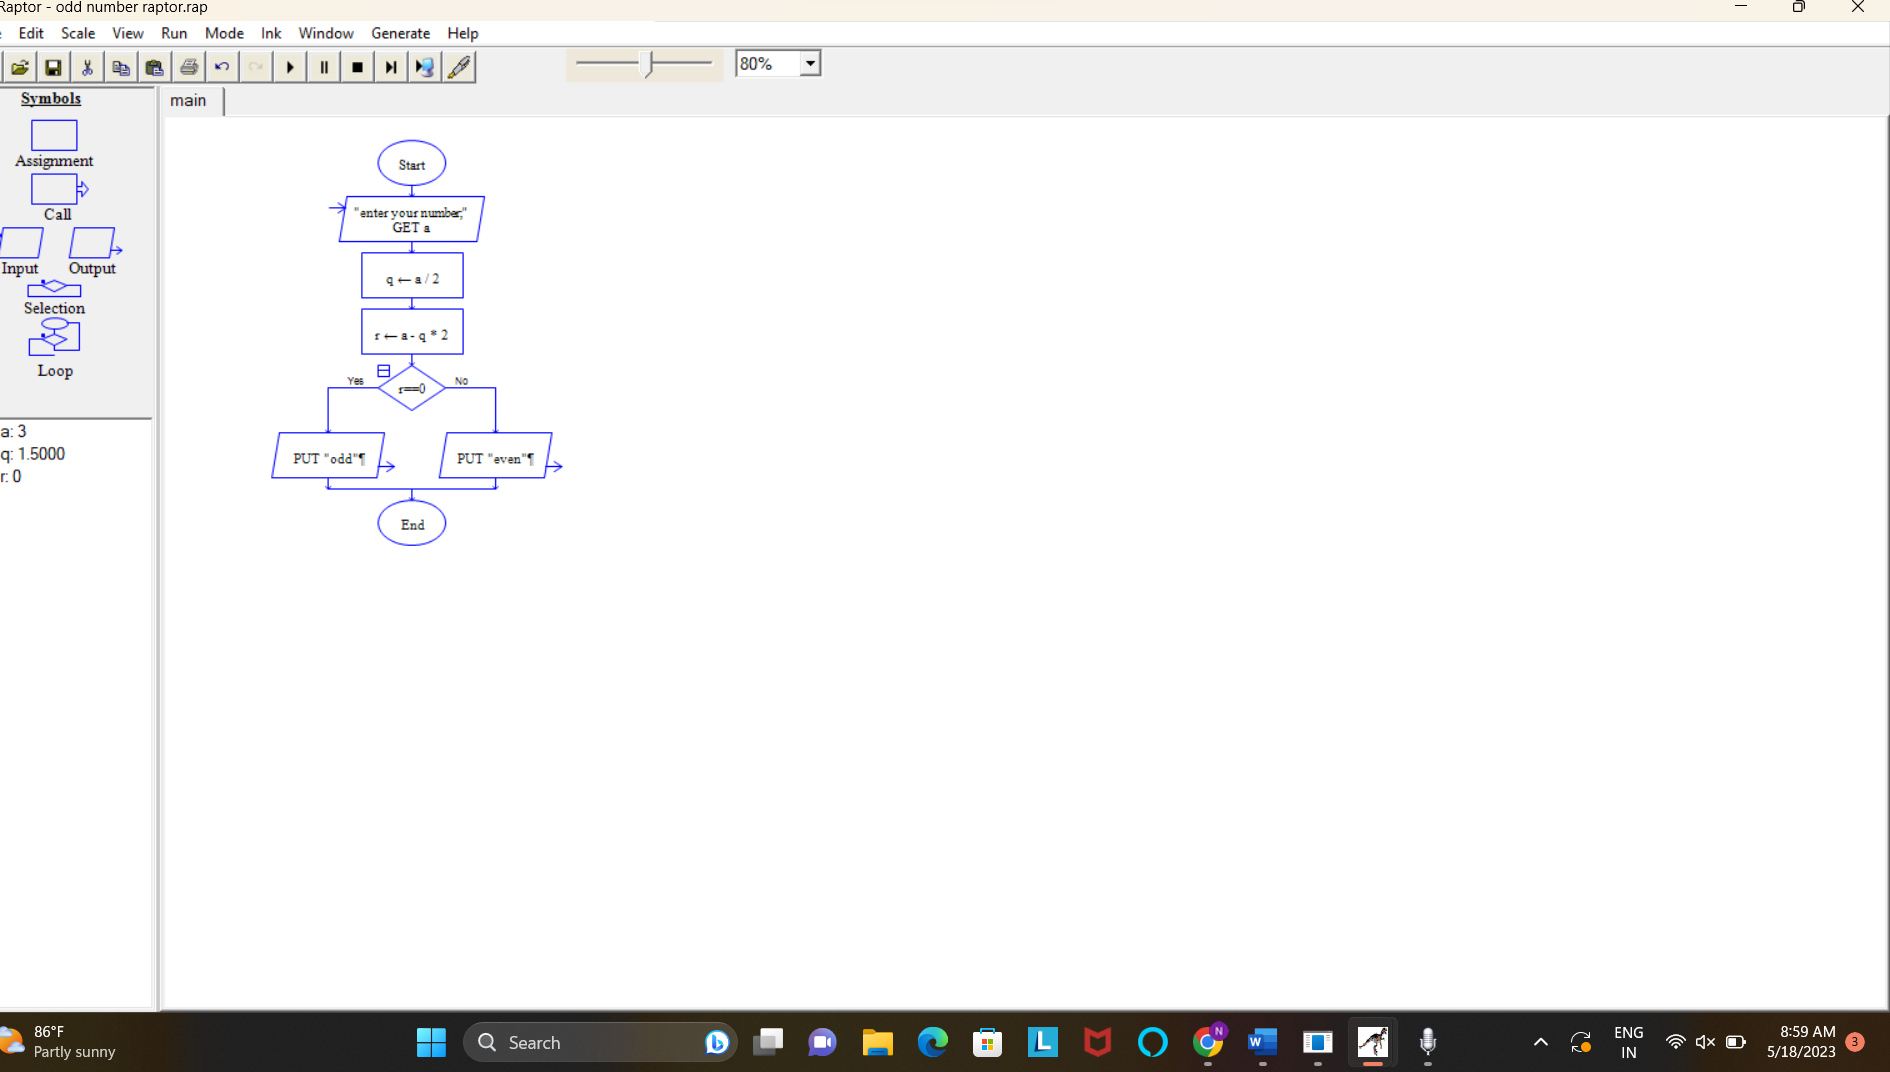 Raptor - odd number raptor.rap
Edit Scale View Run Mode Ink Window Generate Help
80%
Symbols
main
Assignment
Call
Input Output
Selection
Loop
a: 3
q: 1.5000
r: 0
Start
"enter your number,"
GET a
q ← a / 2
r ← a - q * 2
Yes
r==0
No
PUT "odd"¶
PUT "even"¶
End
86°F
Partly sunny
Search
L
N
W
ENG
IN
8:59 AM
5/18/2023
3